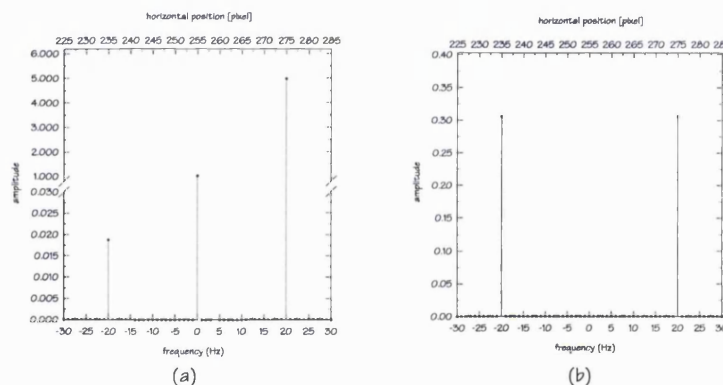 horizontal position [pixel]
225 230 235 240 245 250 255 260 265 270 275 280 285
6.000
5.000
4.000
3.000
2.000
1.000
0.030
0.025
0.020
0.015
0.010
0.005
0.000
amplitude
-30 -25 -20 -15 -10 -5 0 5 10 15 20 25 30
frequency (Hz)
(a)
horizontal position [pixel]
225 230 235 240 245 250 255 260 265 270 275 280 285
0.40
0.35
0.30
0.25
0.20
0.15
0.10
0.05
0.00
amplitude
-30 -25 -20 -15 -10 -5 0 5 10 15 20 25 30
frequency (Hz)
(b)